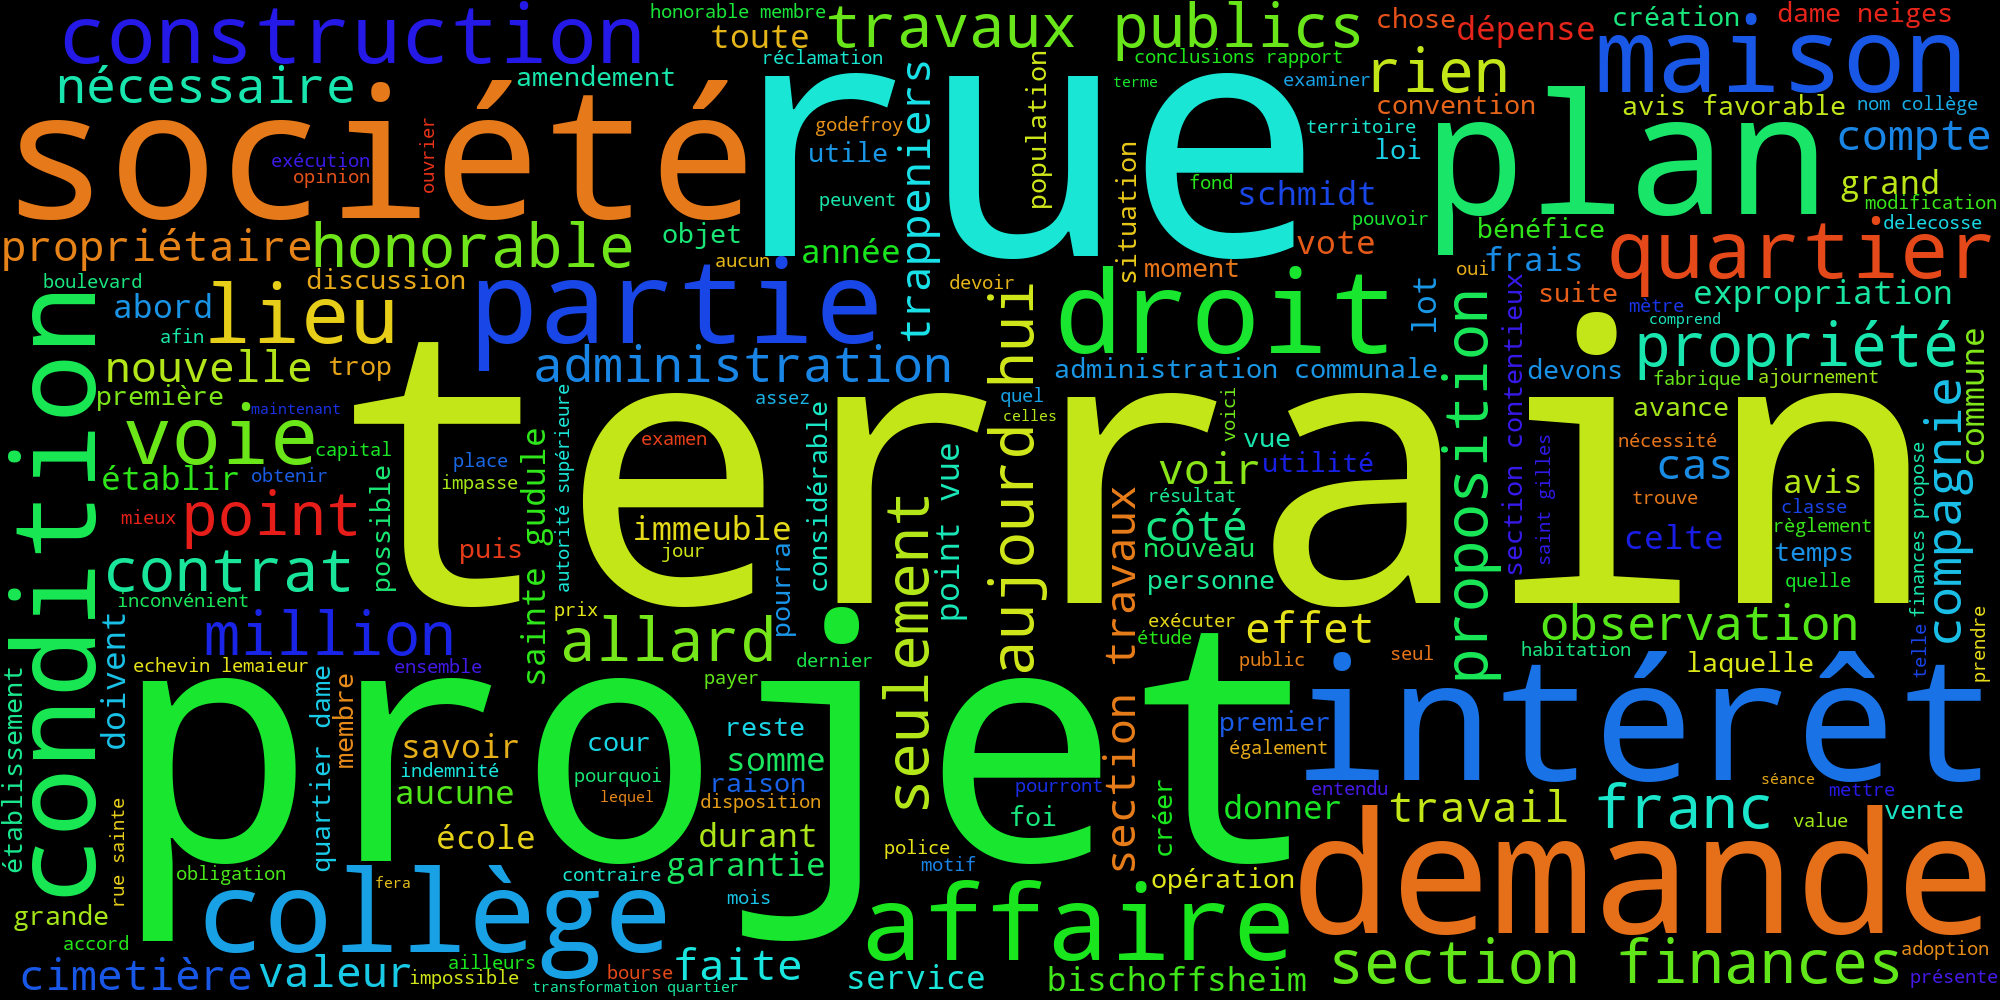 construction
honorable membre
toute
travaux publics
chose
dépense
création
dame neiges
maison
nécessaire
amendement
réclamation
conclusions rapport
terme
examiner
rien
convention
avis favorable
nom collège
société
rue
plan
compte
exécution
opinion
ouvrier
godefroy
utile
peuvent
trappeniers
population
situation
territoire
loi
fond
schmidt
pouvoir
grand
modification
delecosse
bénéfice
quartier
propriétaire
honorable
objet
année
vote
aucun
moment
oui
frais
boulevard
discussion
abord
afin
lieu
partie
devoir
droit
lot
suite
mètre
expropriation
comprend
propriété
condition
nouvelle
trop
administration
administration communale
devons
fabrique
ajournement
première
maintenant
assez
quel
celles
voici
avance
commune
voie
capital
terrain
examen
aujourd hui
vue
proposition
section contentieux
nécessité
établir
obtenir
place
impasse
autorité supérieure
considérable
point vue
voir
utilité
saint gilles
cas
avis
compagnie
mieux
point
possible
sainte gudule
immeuble
jour
puis
résultat
côté
nouveau
trouve
classe
règlement
celte
temps
finances propose
contrat
pourra
personne
quelle
inconvénient
prix
exécuter
étude
effet
observation
million
allard
seulement
section travaux
doivent
echevin lemaieur
ensemble
dernier
public
seul
habitation
laquelle
telle
prendre
établissement
projet
payer
intérêt
quartier dame
membre
savoir
cour
reste
premier
également
indemnité
pourquoi
somme
raison
aucune
lequel
disposition
pourront
entendu
séance
mettre
rue sainte
école
durant
foi
créer
donner
travail
franc
value
vente
garantie
police
motif
demande
obligation
fera
contraire
opération
grande
collège
mois
affaire
accord
cimetière
valeur
ailleurs
impossible
bourse
transformation quartier
faite
service
bischoffsheim
section finances
adoption
présente